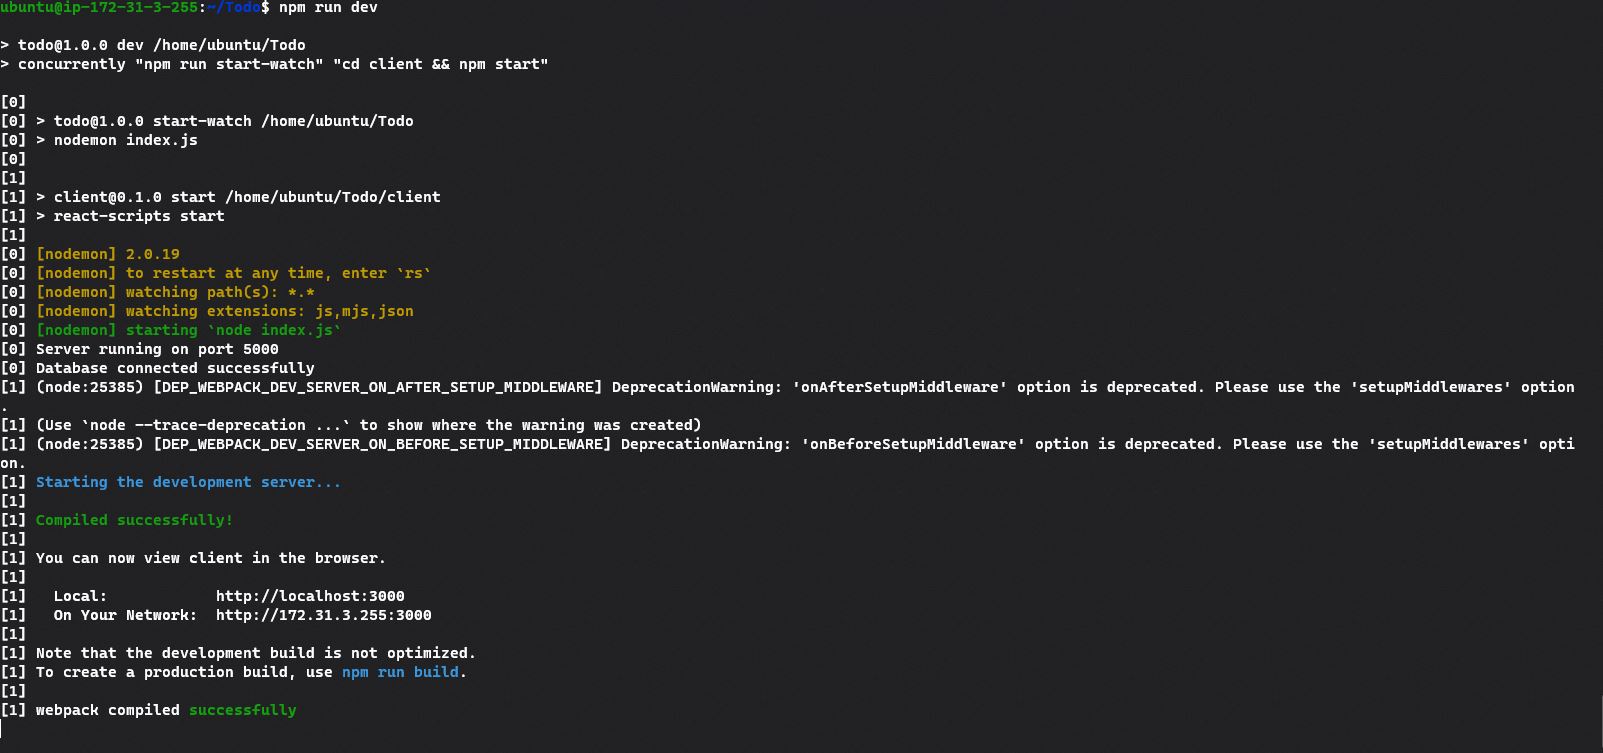 ubuntu@ip-172-31-3-255:~/Todo$ npm run dev
> todo@1.0.0 dev /home/ubuntu/Todo
> concurrently "npm run start-watch" "cd client && npm start"
[0]
[0] > todo@1.0.0 start-watch /home/ubuntu/Todo
[0] > nodemon index.js
[0]
[1]
[1] > client@0.1.0 start /home/ubuntu/Todo/client
[1] > react-scripts start
[1]
[0] [nodemon] 2.0.19
[0] [nodemon] to restart at any time, enter `rs`
[0] [nodemon] watching path(s): *.*
[0] [nodemon] watching extensions: js,mjs,json
[0] [nodemon] starting `node index.js`
[0] Server running on port 5000
[0] Database connected successfully
[1] (node:25385) [DEP_WEBPACK_DEV_SERVER_ON_AFTER_SETUP_MIDDLEWARE] DeprecationWarning: 'onAfterSetupMiddleware' option is deprecated. Please use the 'setupMiddlewares' option
.
[1] (Use `node --trace-deprecation ...` to show where the warning was created)
[1] (node:25385) [DEP_WEBPACK_DEV_SERVER_ON_BEFORE_SETUP_MIDDLEWARE] DeprecationWarning: 'onBeforeSetupMiddleware' option is deprecated. Please use the 'setupMiddlewares' opti
on.
[1] Starting the development server...
[1]
[1] Compiled successfully!
[1]
[1] You can now view client in the browser.
[1]
[1]   Local:            http://localhost:3000
[1]   On Your Network:  http://172.31.3.255:3000
[1]
[1] Note that the development build is not optimized.
[1] To create a production build, use npm run build.
[1]
[1] webpack compiled successfully